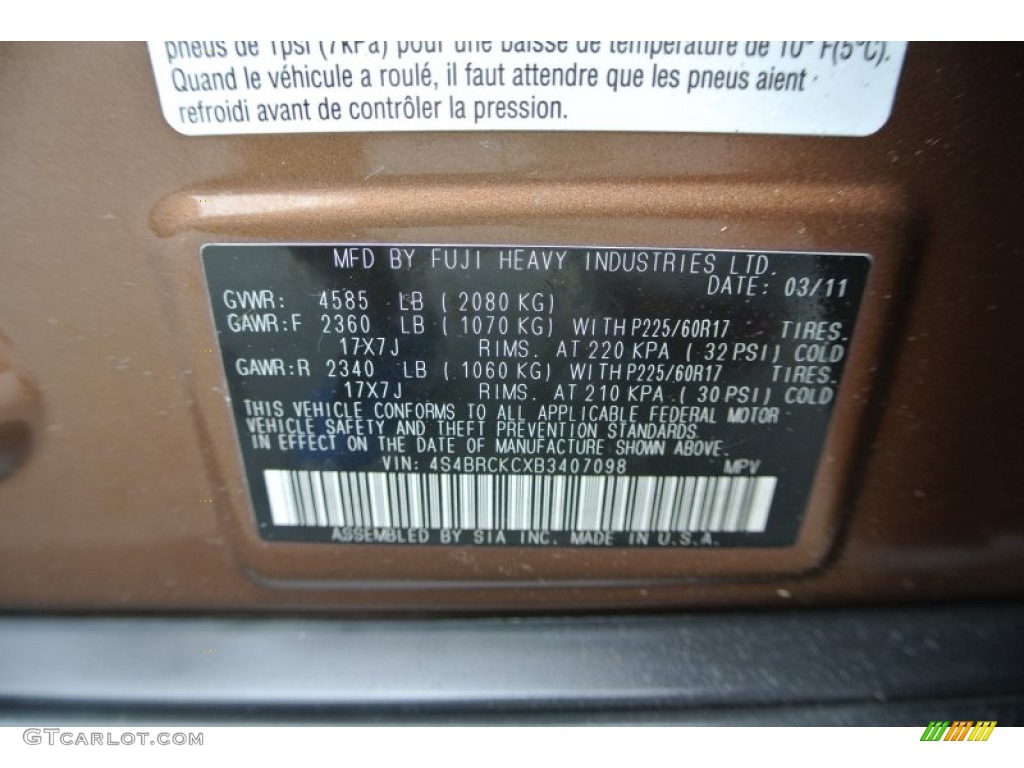 pneus de 1psi (7kPa) pour une baisse de température de 10° F(5°C).
Quand le véhicule a roulé, il faut attendre que les pneus aient
refroidi avant de contrôler la pression.
MFD BY FUJI HEAVY INDUSTRIES LTD.
DATE: 03/11
GVWR: 4585 LB (2080 KG)
GAWR:F 2360 LB (1070 KG) WITH P225/60R17 TIRES.
17X7J RIMS. AT 220 KPA (32 PSI) COLD
GAWR:R 2340 LB (1060 KG) WITH P225/60R17 TIRES.
17X7J RIMS. AT 210 KPA (30 PSI) COLD
THIS VEHICLE CONFORMS TO ALL APPLICABLE FEDERAL MOTOR
VEHICLE SAFETY AND THEFT PREVENTION STANDARDS
IN EFFECT ON THE DATE OF MANUFACTURE SHOWN ABOVE.
VIN: 4S4BRCKCXB3407098 MPV
ASSEMBLED BY SIA INC. MADE IN U.S.A.
GTCarLot.com